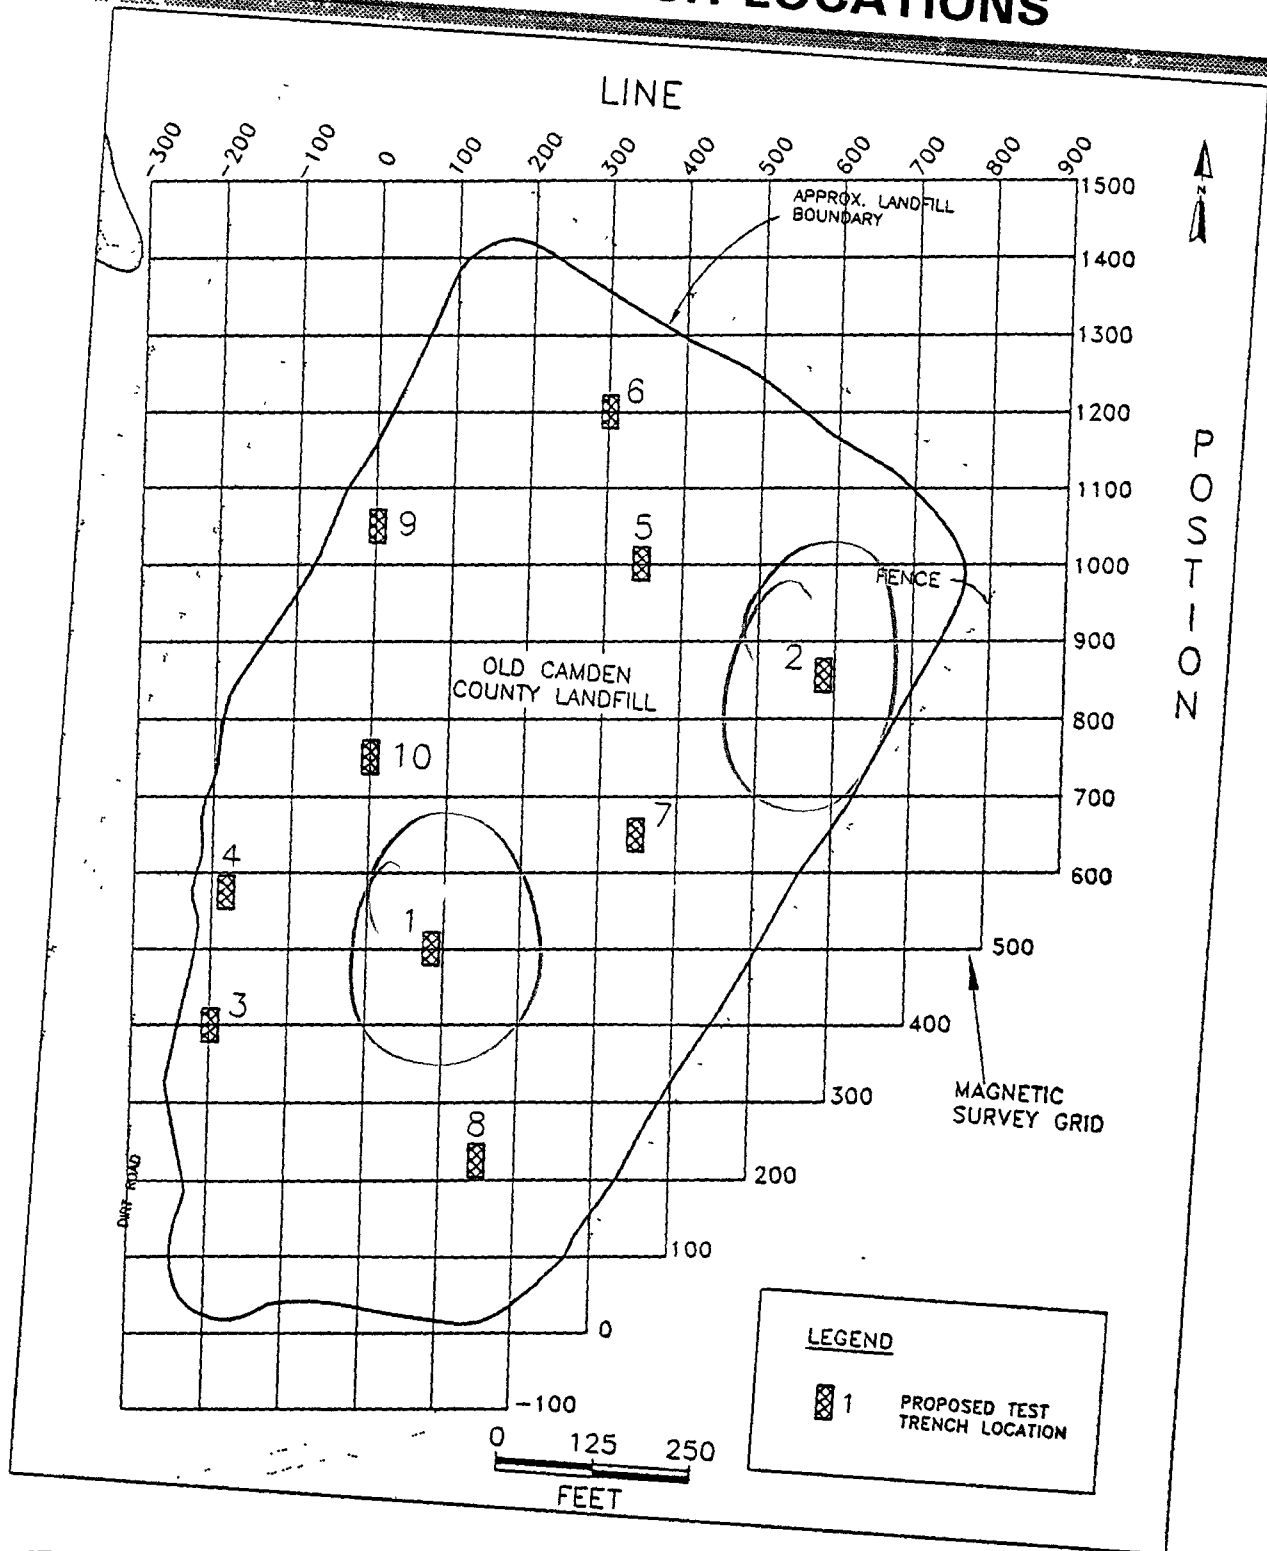 LOCATIONS
LINE
-300 -200 -100 0 100 200 300 400 500 600 700 800 900
1500
APPROX. LANDFILL
BOUNDARY
N
1400
1300
6
1200
POSITION
1100
9
5
1000
FENCE
900
2
OLD CAMDEN
COUNTY LANDFILL
800
10
700
7
4
600
1
500
3
400
300
MAGNETIC
SURVEY GRID
8
200
DIRT ROAD
100
0
LEGEND
1 PROPOSED TEST
TRENCH LOCATION
-100
0 125 250
FEET